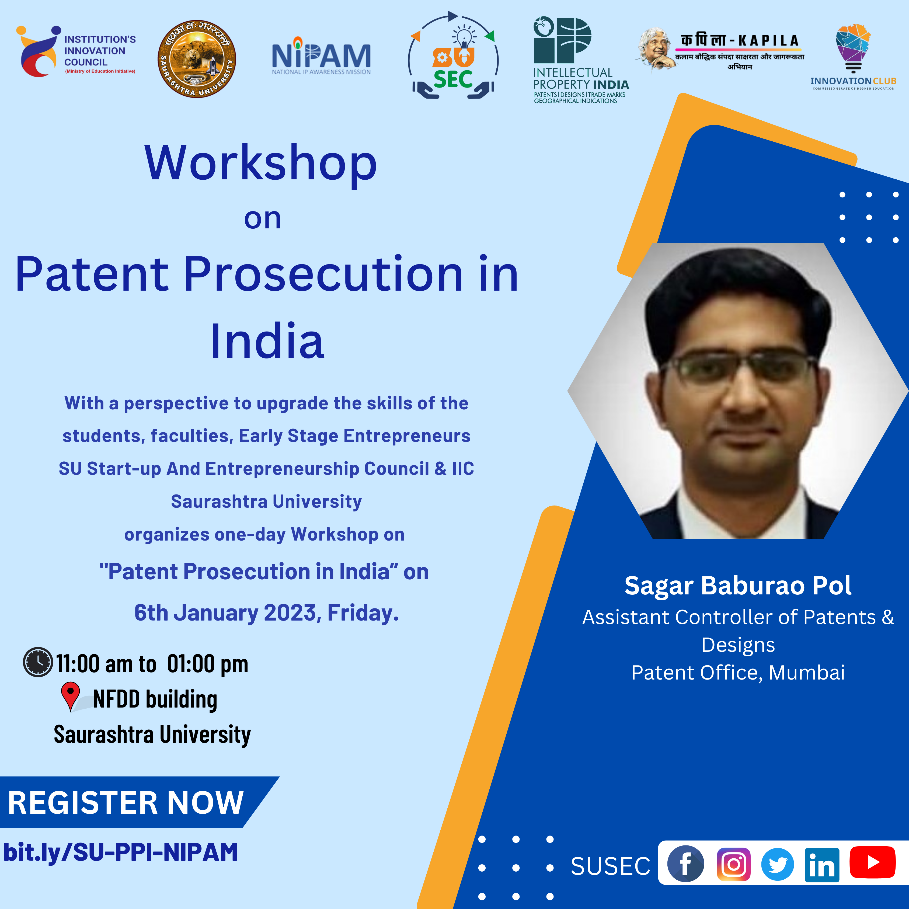 INSTITUTION'S
INNOVATION
COUNCIL
(Ministry of Education Initiative)
SAURASHTRA UNIVERSITY
NIPAM
NATIONAL IP AWARENESS MISSION
SU
SEC
INTELLECTUAL
PROPERTY INDIA
PATENTS | DESIGNS | TRADE MARKS
GEOGRAPHICAL INDICATIONS
कपिला - KAPILA
कलाम बौद्धिक संपदा साक्षरता और जागरूकता
अभियान
INNOVATION CLUB
Workshop
on
Patent Prosecution in
India
With a perspective to upgrade the skills of the
students, faculties, Early Stage Entrepreneurs
SU Start-up And Entrepreneurship Council & IIC
Saurashtra University
organizes one-day Workshop on
"Patent Prosecution in India” on
6th January 2023, Friday.
11:00 am to 01:00 pm
NFDD building
Saurashtra University
REGISTER NOW
bit.ly/SU-PPI-NIPAM
Sagar Baburao Pol
Assistant Controller of Patents &
Designs
Patent Office, Mumbai
SUSEC